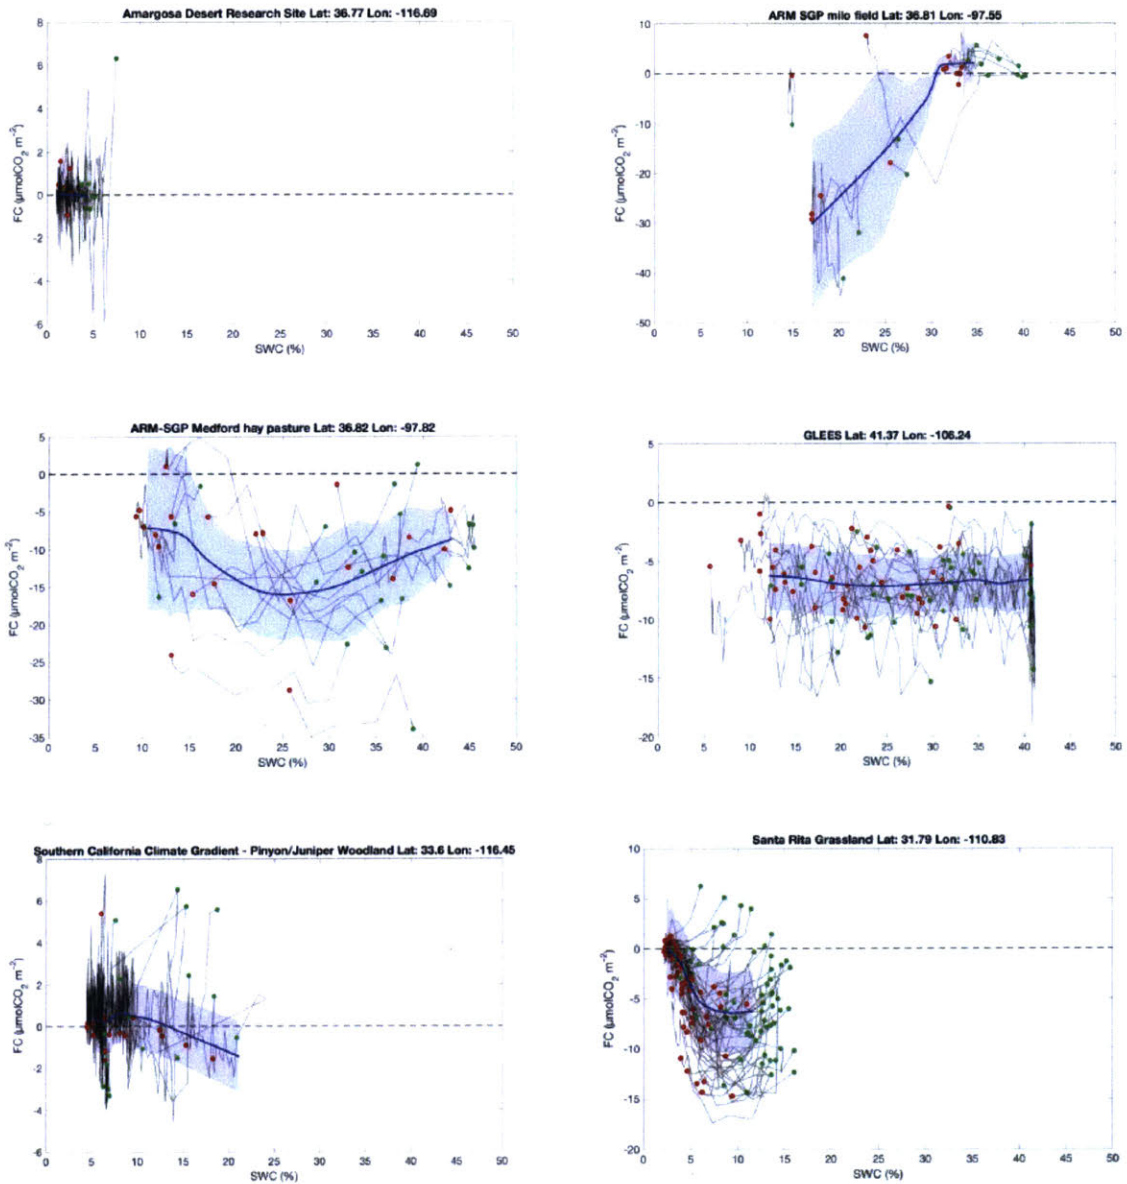 Amargosa Desert Research Site Lat: 36.77 Lon: -116.69
8
6
4
2
0
-2
-4
-6
FC (μmolCO2 m-2)
0 5 10 15 20 25 30 35 40 45 50
SWC (%)
ARM SGP milo field Lat: 36.81 Lon: -97.55
10
0
-10
-20
-30
-40
-50
FC (μmolCO2 m-2)
0 5 10 15 20 25 30 35 40 45 50
SWC (%)
ARM-SGP Medford hay pasture Lat: 36.82 Lon: -97.82
5
0
-5
-10
-15
-20
-25
-30
-35
FC (μmolCO2 m-2)
0 5 10 15 20 25 30 35 40 45 50
SWC (%)
GLEES Lat: 41.37 Lon: -106.24
5
0
-5
-10
-15
-20
FC (μmolCO2 m-2)
0 5 10 15 20 25 30 35 40 45 50
SWC (%)
Southern California Climate Gradient - Pinyon/Juniper Woodland Lat: 33.6 Lon: -116.45
8
6
4
2
0
-2
-4
-6
FC (μmolCO2 m-2)
0 5 10 15 20 25 30 35 40 45 50
SWC (%)
Santa Rita Grassland Lat: 31.79 Lon: -110.83
10
5
0
-5
-10
-15
-20
FC (μmolCO2 m-2)
0 5 10 15 20 25 30 35 40 45 50
SWC (%)